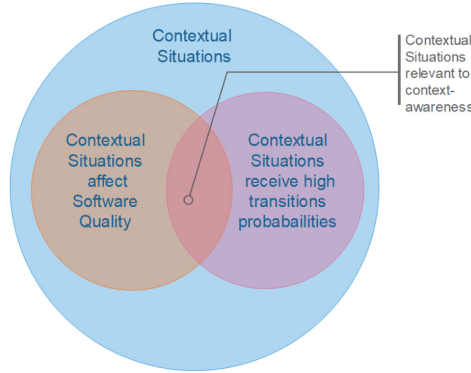 Contextual
Situations
Contextual
Situations
relevant to
context-
awareness
Contextual
Situations
affect
Software
Quality
Contextual
Situations
receive high
transitions
probabailities